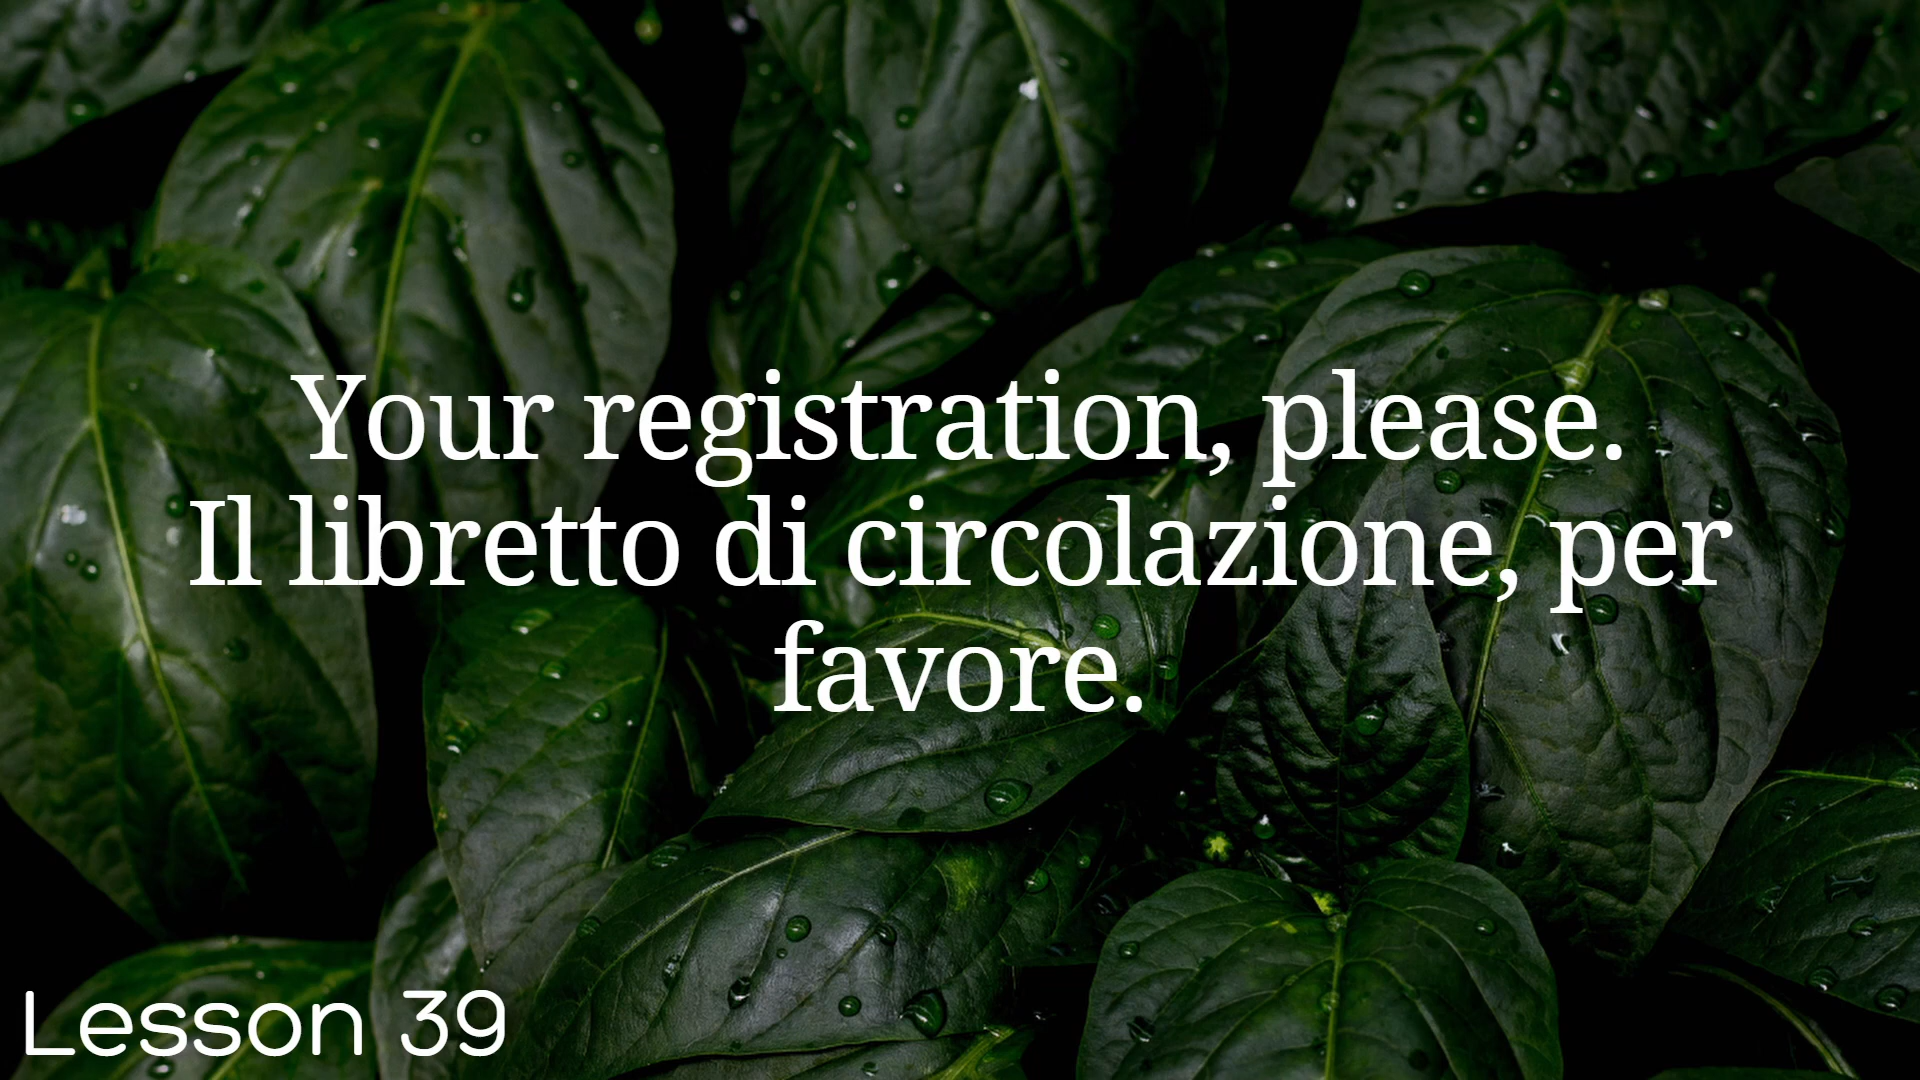 Your registration, please.
Il libretto di circolazione, per
favore.
Lesson 39